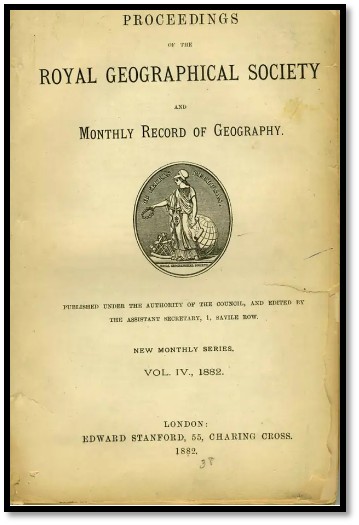 PROCEEDINGS
OF THE
ROYAL GEOGRAPHICAL SOCIETY
AND
MONTHLY RECORD OF GEOGRAPHY.
PUBLISHED UNDER THE AUTHORITY OF THE COUNCIL, AND EDITED BY
THE ASSISTANT SECRETARY, 1, SAVILE ROW.
NEW MONTHLY SERIES.
VOL. IV., 1882.
LONDON:
EDWARD STANFORD, 55, CHARING CROSS.
1882.
38